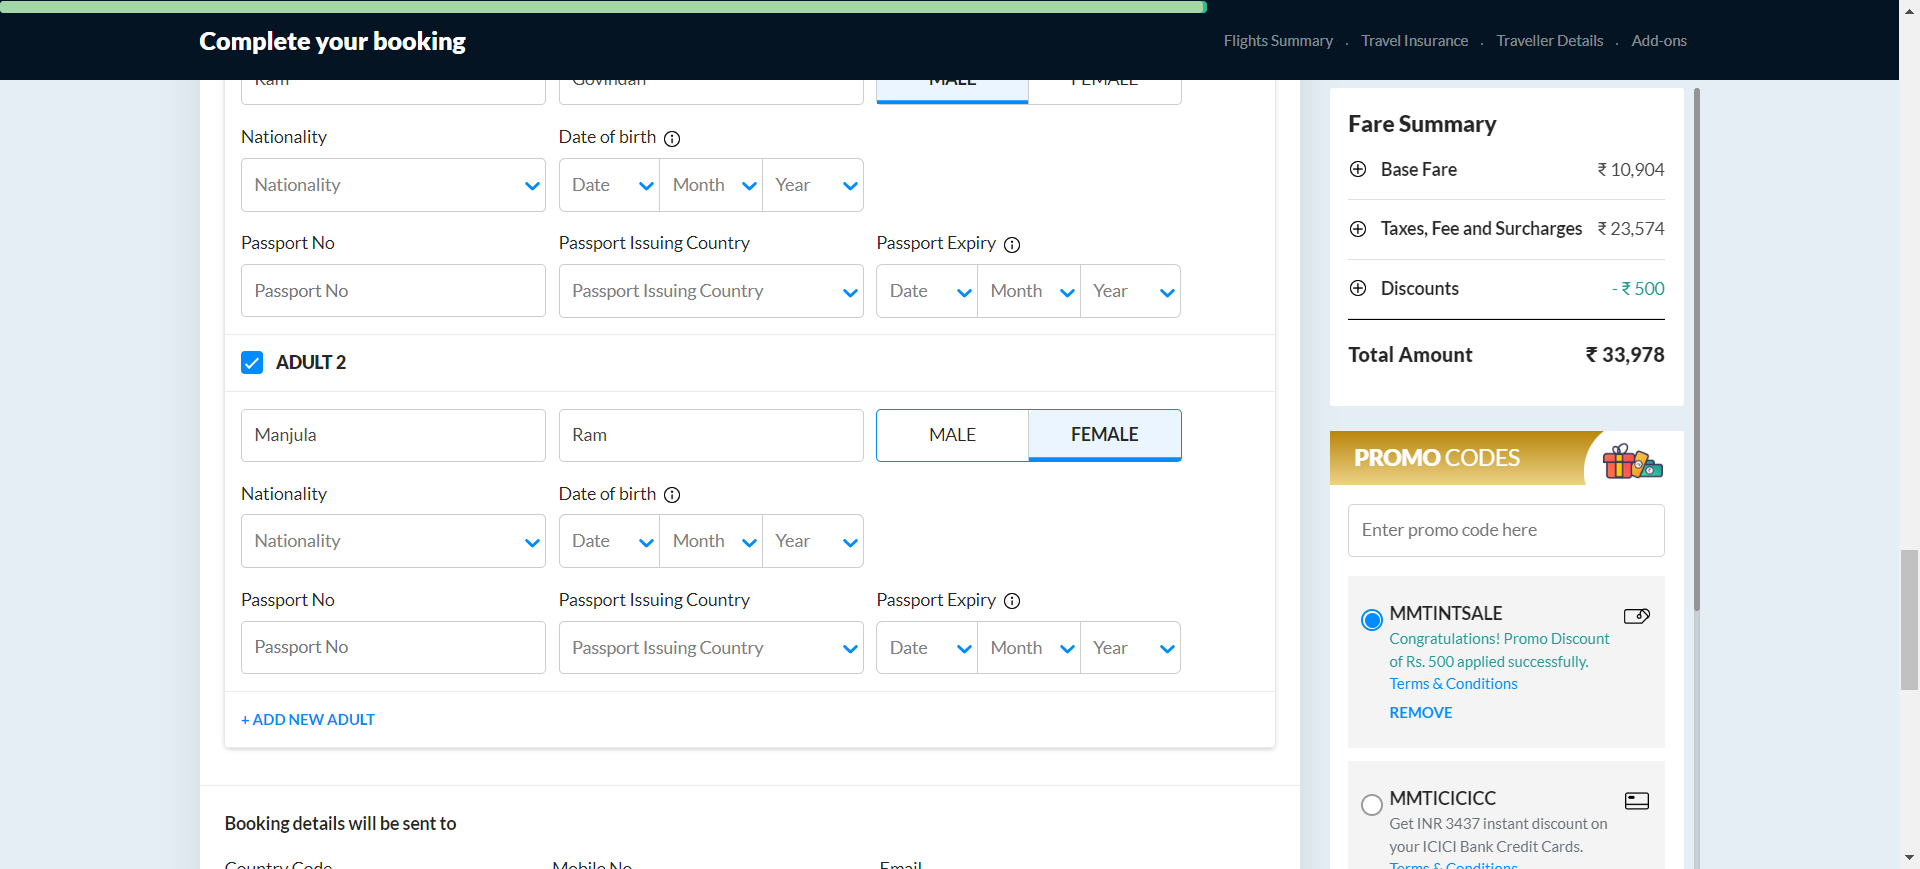 Complete your booking
Flights Summary . Travel Insurance . Traveller Details . Add-ons
Ram Govindan MALE FEMALE
Nationality Date of birth
Nationality Date Month Year
Passport No Passport Issuing Country Passport Expiry
Passport No Passport Issuing Country Date Month Year
ADULT 2
Manjula Ram MALE FEMALE
Nationality Date of birth
Nationality Date Month Year
Passport No Passport Issuing Country Passport Expiry
Passport No Passport Issuing Country Date Month Year
+ ADD NEW ADULT
Booking details will be sent to
Country Code Mobile No Email
Fare Summary
Base Fare ₹ 10,904
Taxes, Fee and Surcharges ₹ 23,574
Discounts - ₹ 500
Total Amount ₹ 33,978
PROMO CODES
Enter promo code here
MMTINTSALE
Congratulations! Promo Discount
of Rs. 500 applied successfully.
Terms & Conditions
REMOVE
MMTICICICC
Get INR 3437 instant discount on
your ICICI Bank Credit Cards.
Terms & Conditions